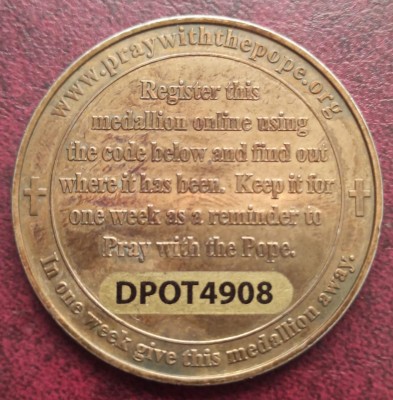 www.praywiththepope.org
Register this
medallion online using
the code below and find out
where it has been. Keep it for
one week as a reminder to
Pray with the Pope.
DPOT4908
In one week give this medallion away.